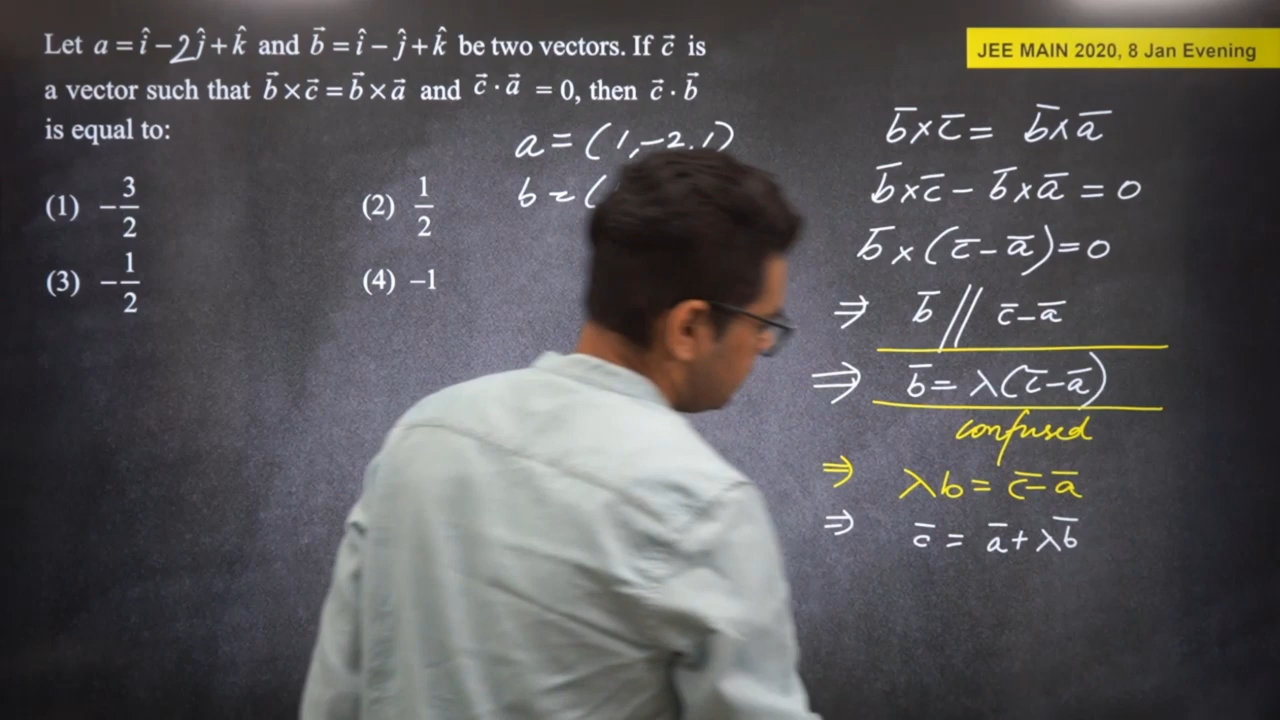 Let a = î − 2ĵ + k̂ and b⃗ = î − ĵ + k̂ be two vectors. If c⃗ is
a vector such that b⃗ × c⃗ = b⃗ × a⃗ and c⃗ · a⃗ = 0, then c⃗ · b⃗
is equal to:
(1) −3/2 (2) 1/2
(3) −1/2 (4) −1
a = (1, −2, 1)
b = (
JEE MAIN 2020, 8 Jan Evening
b̄ × c̄ = b̄ × ā
b̄ × c̄ − b̄ × ā = 0
b̄ × (c̄ − ā) = 0
⇒ b̄ // c̄ − ā
⇒ b̄ = λ(c̄ − ā)
confused
⇒ λb = c̄ − ā
⇒ c̄ = ā + λb̄